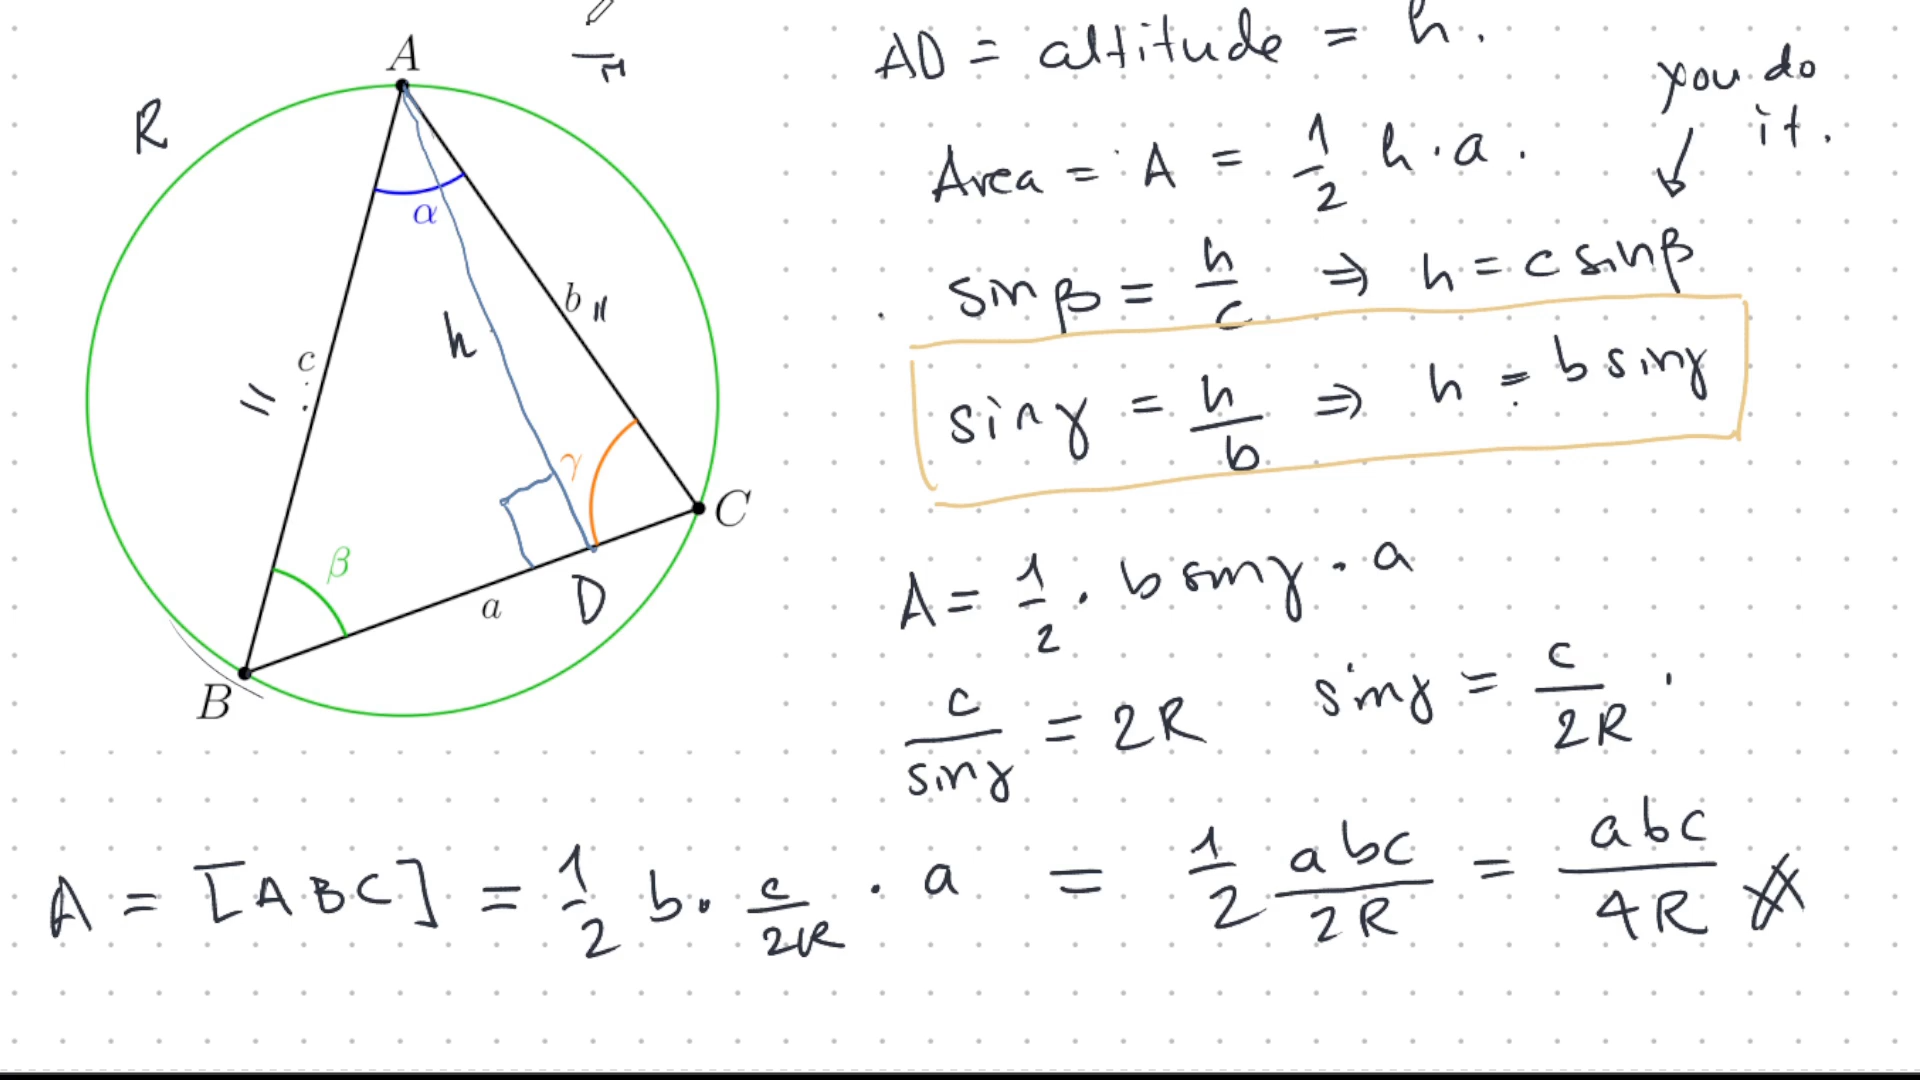 AD = altitude = h.
you do
it.
Area = A = 1/2 h · a.
sin β = h/c ⇒ h = c sin β
sin γ = h/b ⇒ h = b sin γ
A = 1/2 · b sin γ · a
c/sin γ = 2R sin γ = c/2R ·
A = [ABC] = 1/2 b · c/2R · a = 1/2 abc/2R = abc/4R
A
R
α
b
h
c
γ
C
β
a
D
B